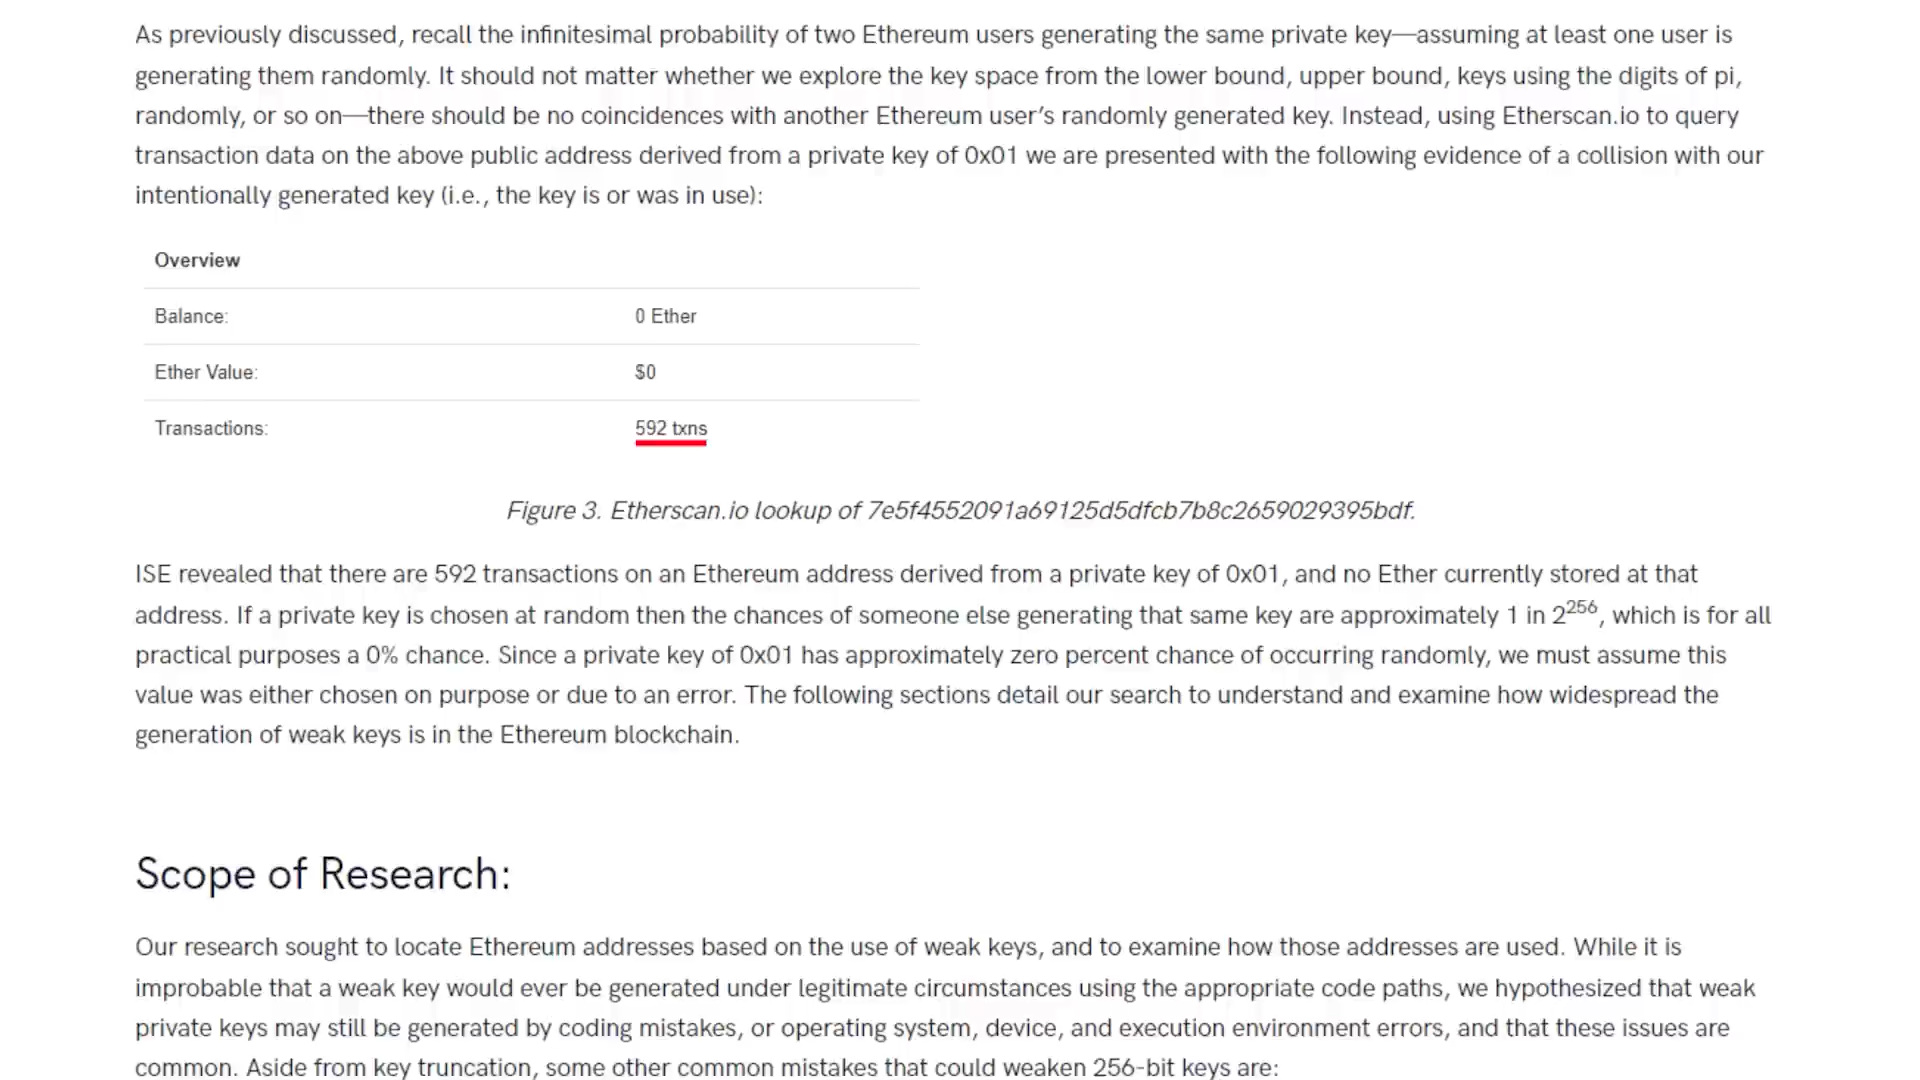 As previously discussed, recall the infinitesimal probability of two Ethereum users generating the same private key—assuming at least one user is
generating them randomly. It should not matter whether we explore the key space from the lower bound, upper bound, keys using the digits of pi,
randomly, or so on—there should be no coincidences with another Ethereum user’s randomly generated key. Instead, using Etherscan.io to query
transaction data on the above public address derived from a private key of 0x01 we are presented with the following evidence of a collision with our
intentionally generated key (i.e., the key is or was in use):
Overview
Balance: 0 Ether
Ether Value: $0
Transactions: 592 txns
Figure 3. Etherscan.io lookup of 7e5f4552091a69125d5dfcb7b8c2659029395bdf.
ISE revealed that there are 592 transactions on an Ethereum address derived from a private key of 0x01, and no Ether currently stored at that
address. If a private key is chosen at random then the chances of someone else generating that same key are approximately 1 in 2²⁵⁶, which is for all
practical purposes a 0% chance. Since a private key of 0x01 has approximately zero percent chance of occurring randomly, we must assume this
value was either chosen on purpose or due to an error. The following sections detail our search to understand and examine how widespread the
generation of weak keys is in the Ethereum blockchain.
Scope of Research:
Our research sought to locate Ethereum addresses based on the use of weak keys, and to examine how those addresses are used. While it is
improbable that a weak key would ever be generated under legitimate circumstances using the appropriate code paths, we hypothesized that weak
private keys may still be generated by coding mistakes, or operating system, device, and execution environment errors, and that these issues are
common. Aside from key truncation, some other common mistakes that could weaken 256-bit keys are: